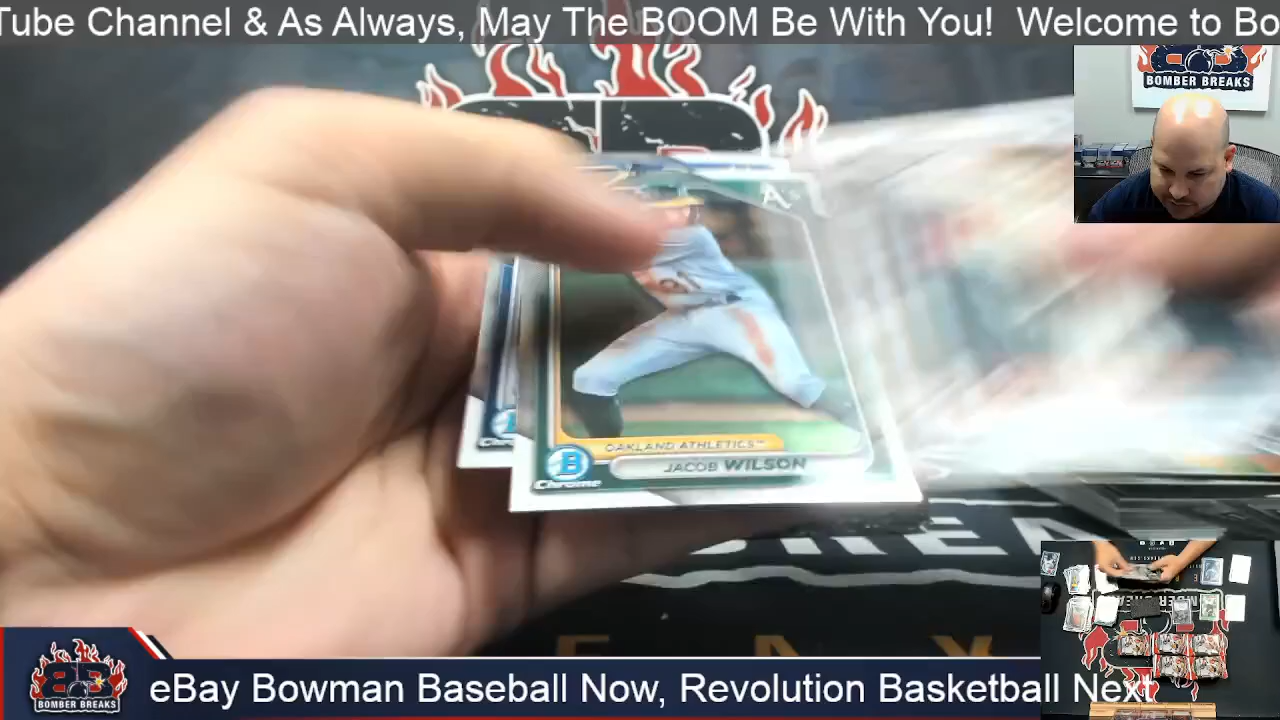 Tube Channel & As Always, May The BOOM Be With You!  Welcome to Bo
BOMBER BREAKS
A's
OAKLAND ATHLETICS™
JACOB WILSON
B
Chrome
BOMBER BREAKS
eBay Bowman Baseball Now, Revolution Basketball Next